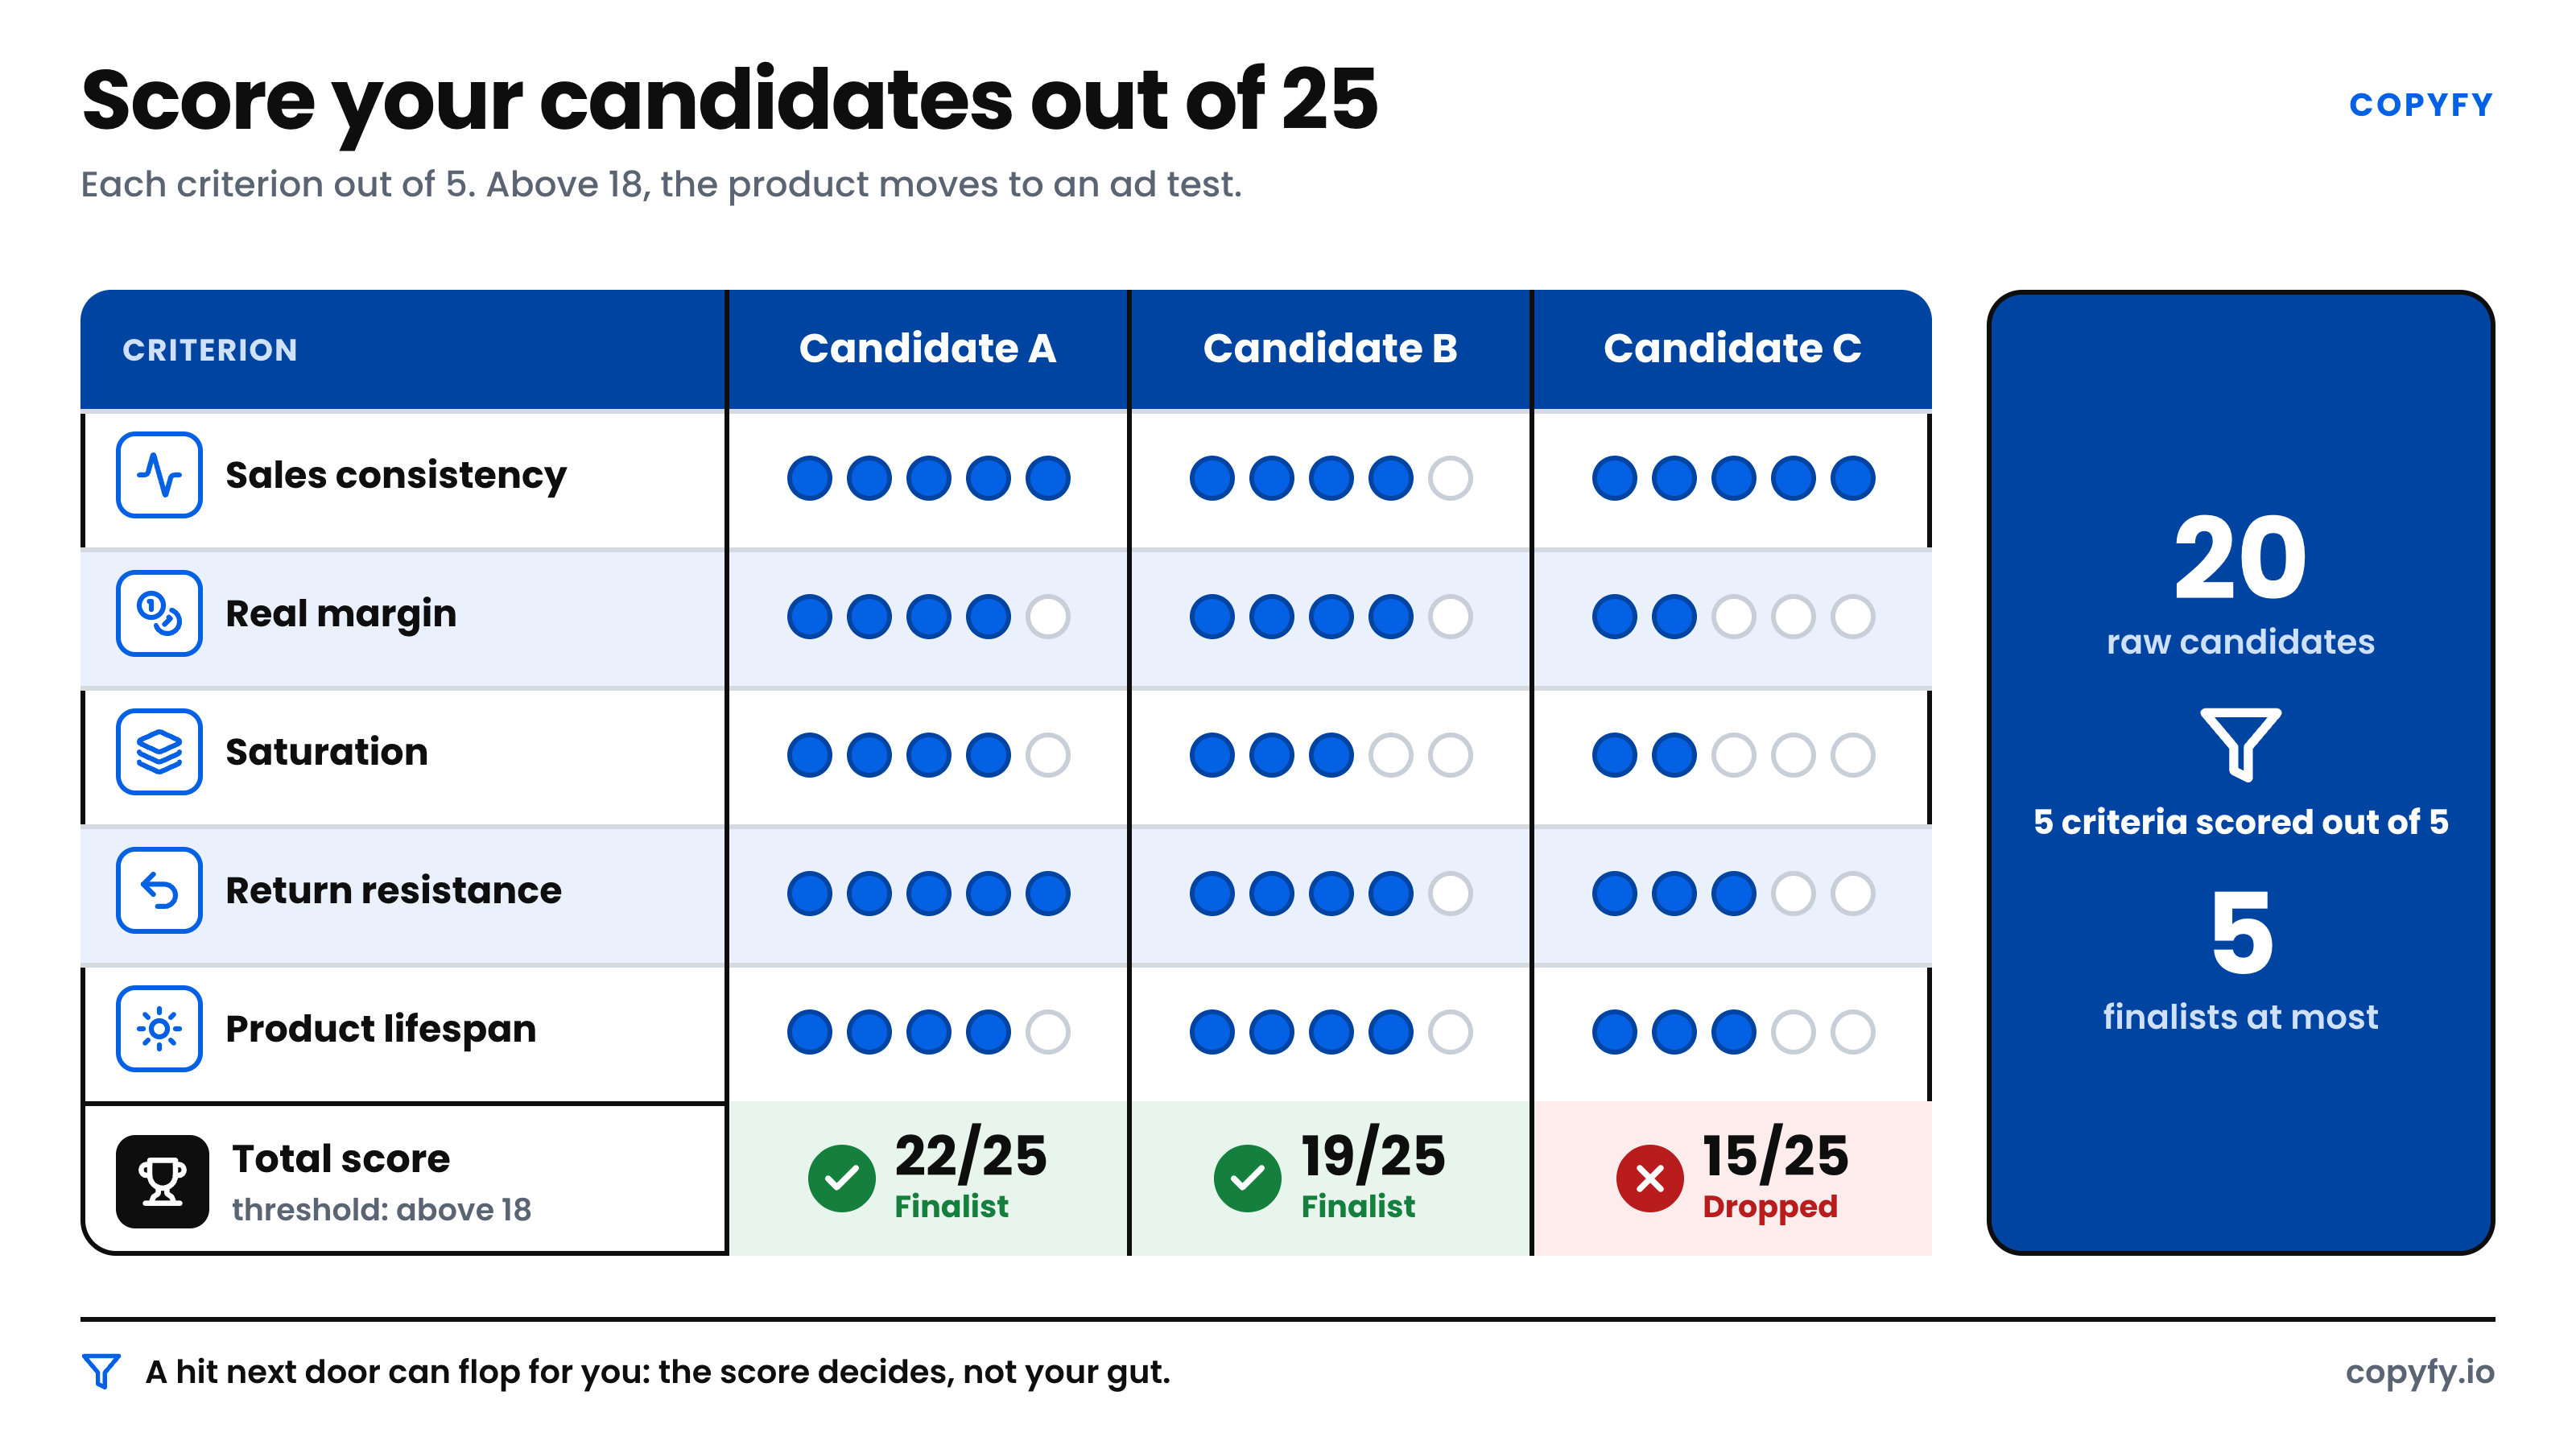 Score your candidates out of 25
COPYFY
Each criterion out of 5. Above 18, the product moves to an ad test.
CRITERION
Candidate A
Candidate B
Candidate C
Sales consistency
Real margin
Saturation
Return resistance
Product lifespan
Total score
threshold: above 18
22/25
Finalist
19/25
Finalist
15/25
Dropped
20
raw candidates
5 criteria scored out of 5
5
finalists at most
A hit next door can flop for you: the score decides, not your gut.
copyfy.io